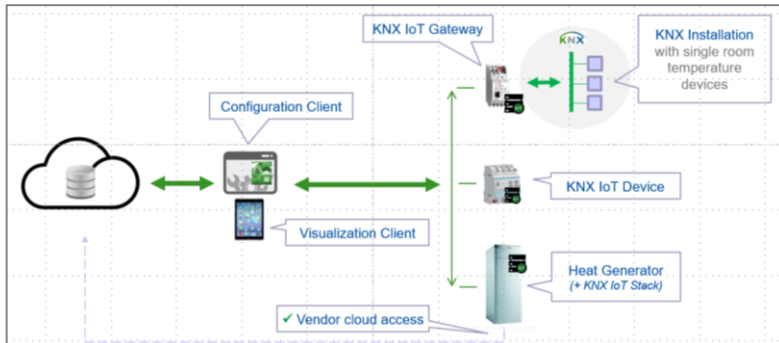 KNX IoT Gateway
KNX
KNX Installation
with single room
temperature
devices
Configuration Client
KNX IoT Device
Visualization Client
Heat Generator
(+ KNX IoT Stack)
✓ Vendor cloud access